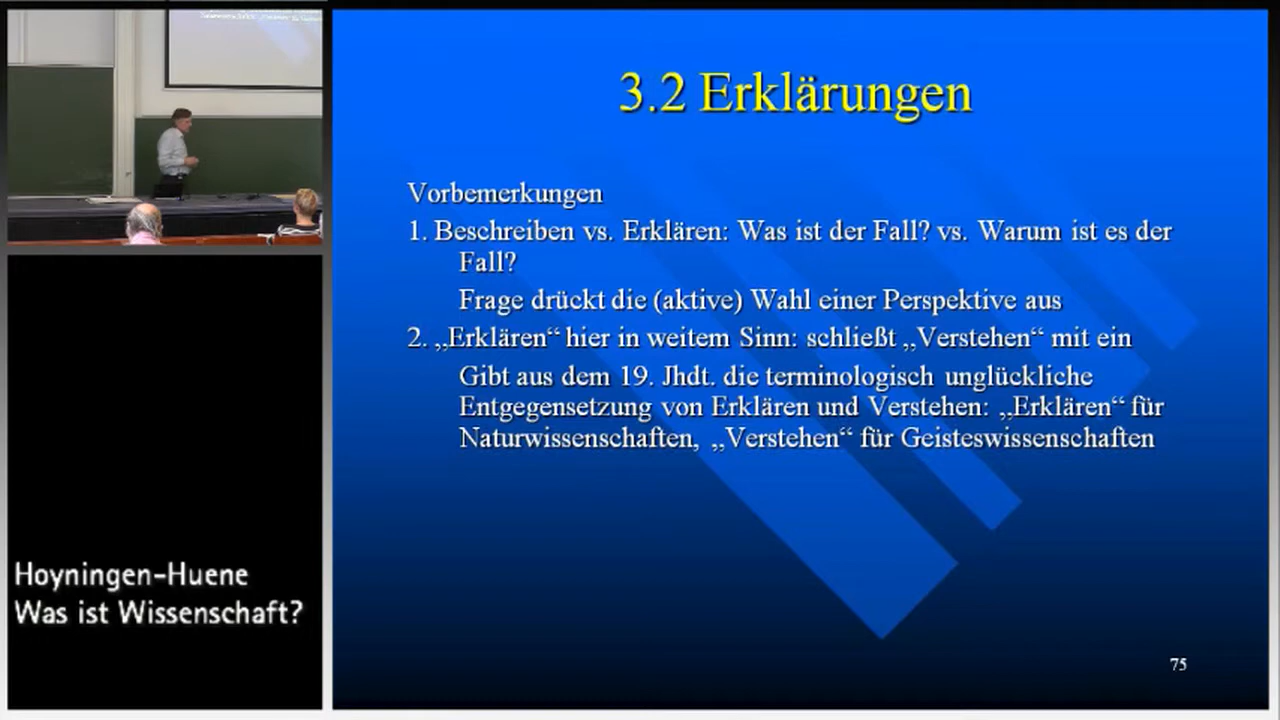 3.2 Erklärungen
Vorbemerkungen
1. Beschreiben vs. Erklären: Was ist der Fall? vs. Warum ist es der
Fall?
Frage drückt die (aktive) Wahl einer Perspektive aus
2. „Erklären“ hier in weitem Sinn: schließt „Verstehen“ mit ein
Gibt aus dem 19. Jhdt. die terminologisch unglückliche
Entgegensetzung von Erklären und Verstehen: „Erklären“ für
Naturwissenschaften, „Verstehen“ für Geisteswissenschaften
75
Hoyningen-Huene
Was ist Wissenschaft?